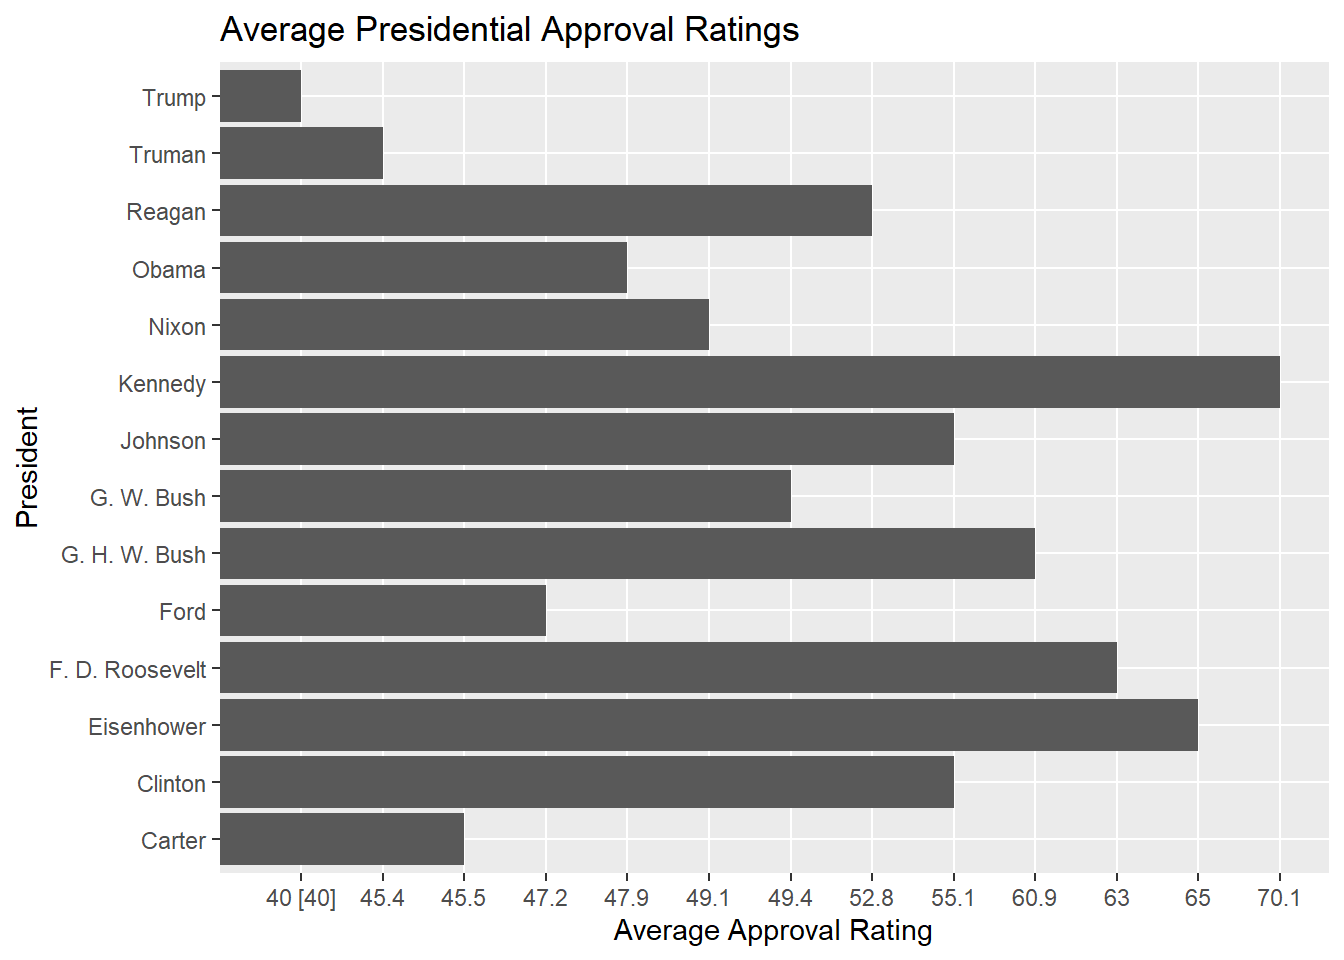 Average Presidential Approval Ratings
Trump
Truman
Reagan
Obama
Nixon
Kennedy
Johnson
G. W. Bush
G. H. W. Bush
Ford
F. D. Roosevelt
Eisenhower
Clinton
Carter
President
40 [40] 45.4 45.5 47.2 47.9 49.1 49.4 52.8 55.1 60.9 63 65 70.1
Average Approval Rating